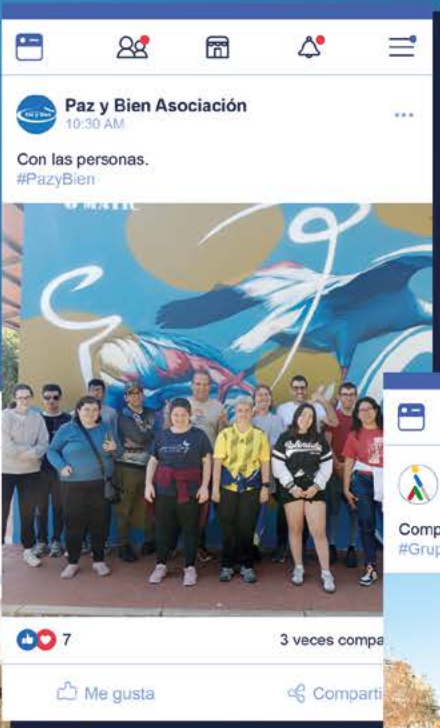 Paz y Bien Asociación
10:30 AM
Con las personas.
#PazyBien
7
3 veces compa
Me gusta
Comparti
Comp
#Grup